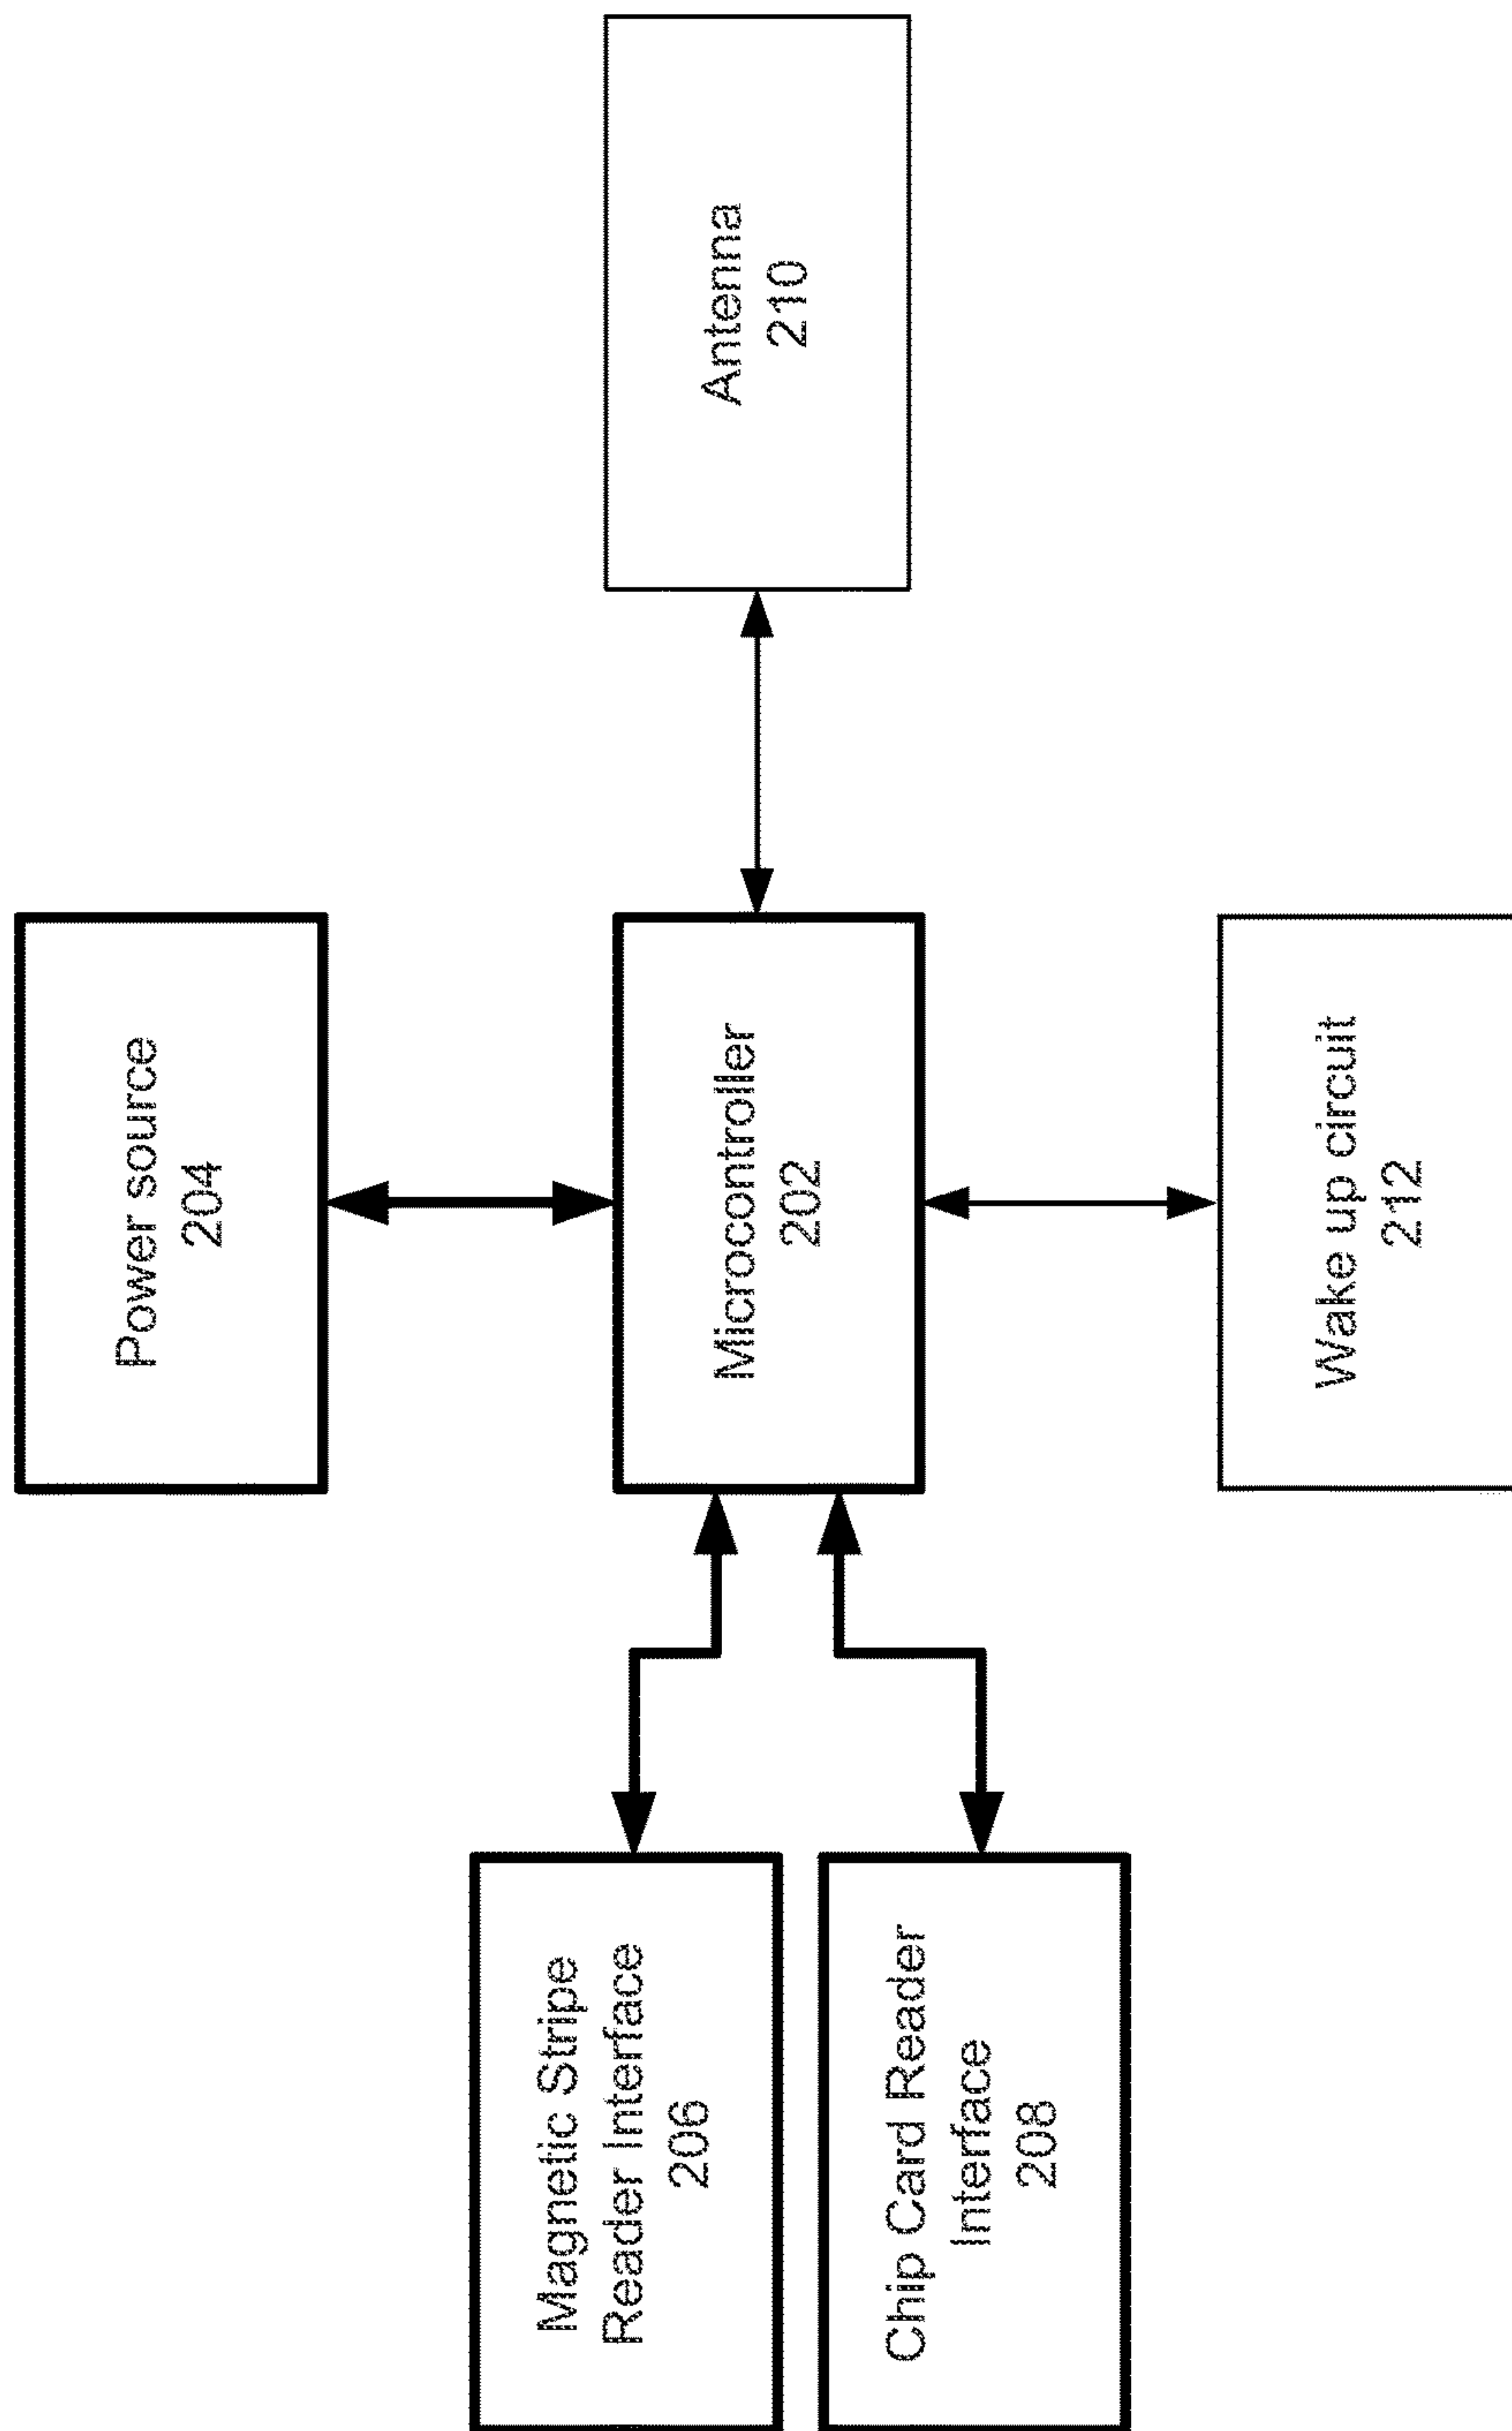 Power source
204
Magnetic Stripe
Reader Interface
206
Microcontroller
202
Antenna
210
Chip Card Reader
Interface
208
Wake up circuit
212